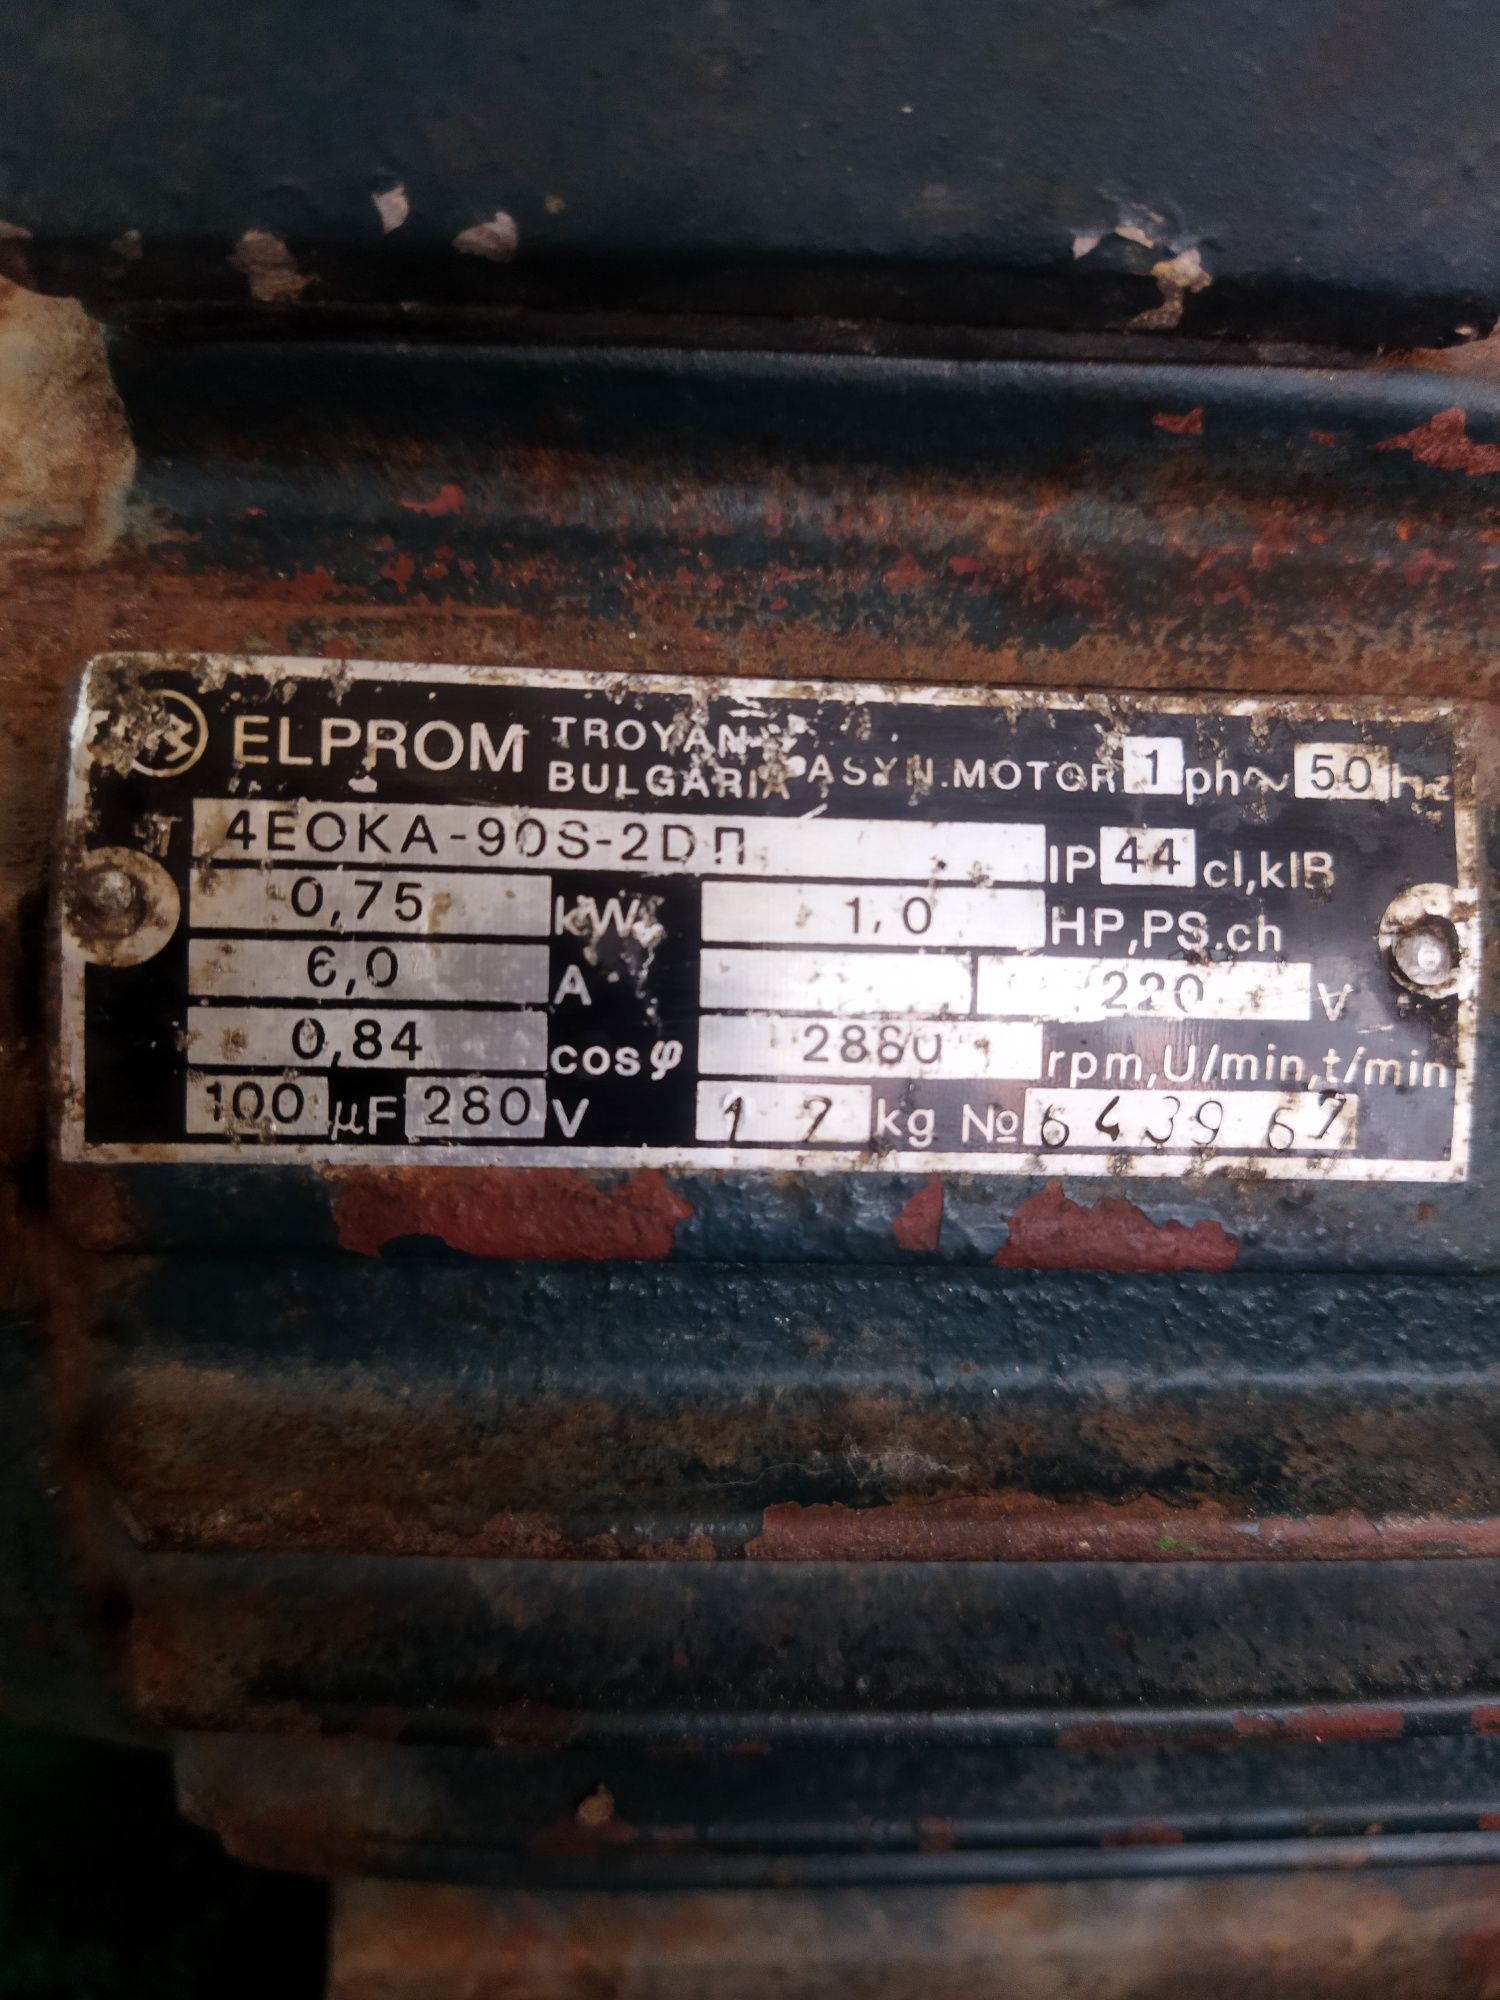 ELPROM TROYAN BULGARIA ASYN.MOTOR 1 ph~ 50 hz
T 4EOKA-90S-2DП IP 44 cl,klB
0,75 kW 1,0 HP,PS.ch
6,0 A 220 V
0,84 cosφ 2880 rpm,U/min,t/min
100 µF 280 V 17 kg № 643967